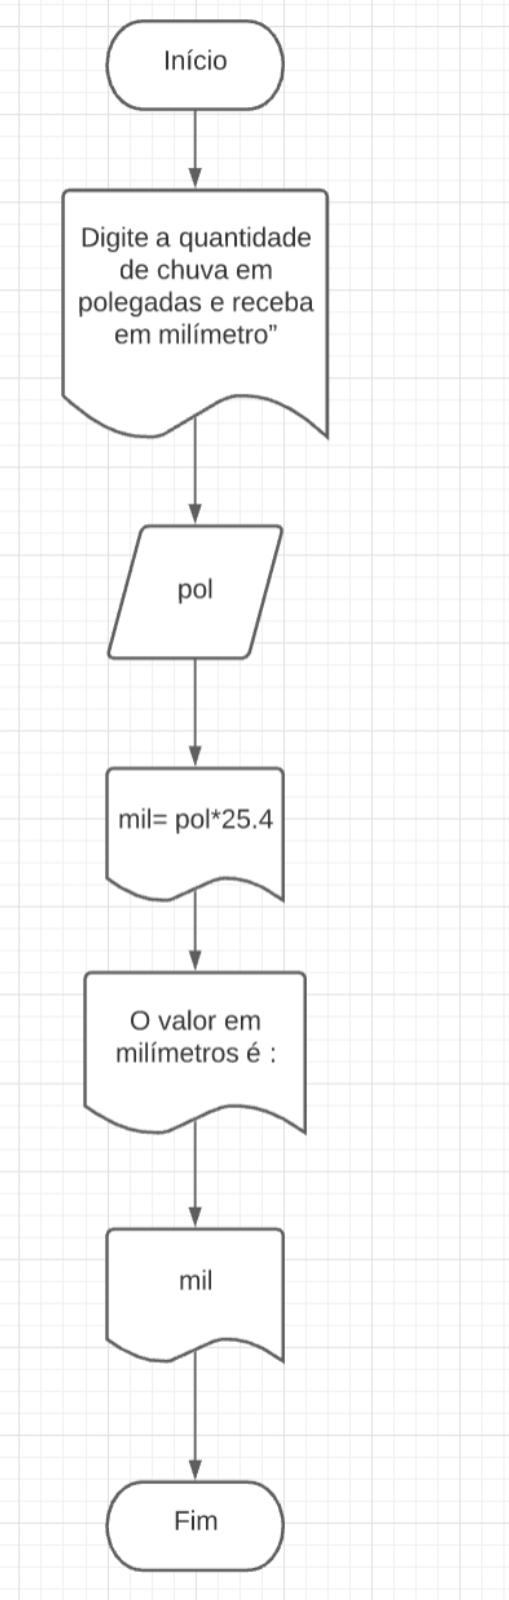 Início
Digite a quantidade
de chuva em
polegadas e receba
em milímetro”
pol
mil= pol*25.4
O valor em
milímetros é :
mil
Fim